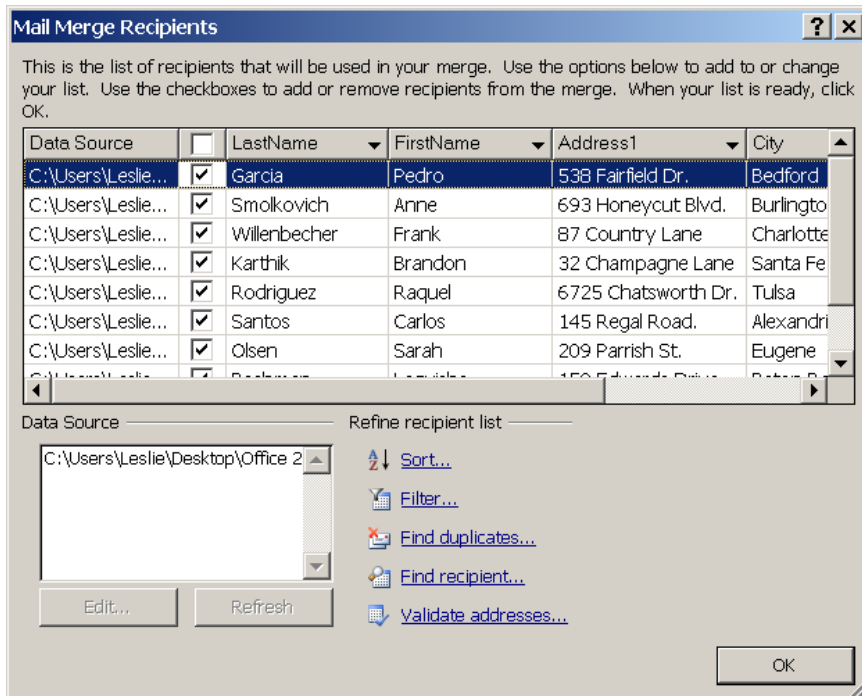 Mail Merge Recipients
This is the list of recipients that will be used in your merge. Use the options below to add to or change
your list. Use the checkboxes to add or remove recipients from the merge. When your list is ready, click
OK.
Data Source LastName FirstName Address1 City
C:\Users\Leslie... Garcia Pedro 538 Fairfield Dr. Bedford
C:\Users\Leslie... Smolkovich Anne 693 Honeycut Blvd. Burlingto
C:\Users\Leslie... Willenbecher Frank 87 Country Lane Charlotte
C:\Users\Leslie... Karthik Brandon 32 Champagne Lane Santa Fe
C:\Users\Leslie... Rodriguez Raquel 6725 Chatsworth Dr. Tulsa
C:\Users\Leslie... Santos Carlos 145 Regal Road. Alexandri
C:\Users\Leslie... Olsen Sarah 209 Parrish St. Eugene
Data Source Refine recipient list
C:\Users\Leslie\Desktop\Office 2
Sort...
Filter...
Find duplicates...
Find recipient...
Edit... Refresh Validate addresses...
OK